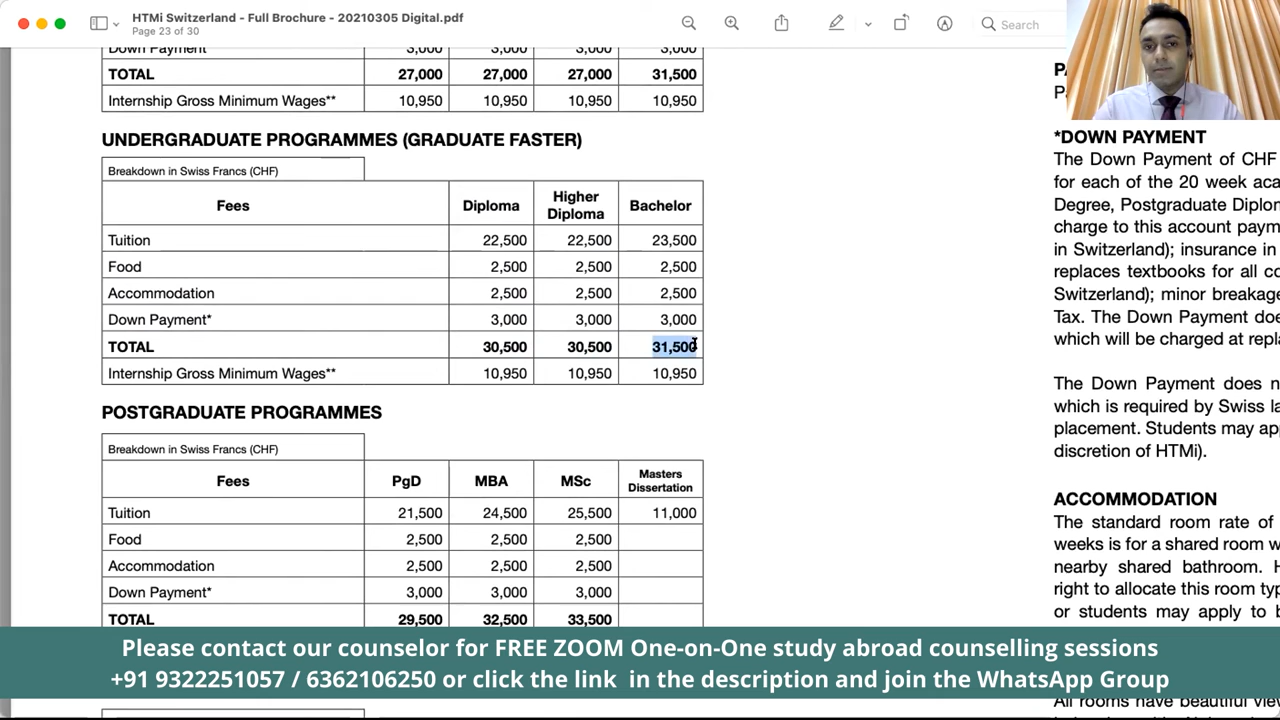 HTMi Switzerland - Full Brochure - 20210305 Digital.pdf
Page 23 of 30
Search
Down Payment 3,000 3,000 3,000 3,000
TOTAL 27,000 27,000 27,000 31,500
Internship Gross Minimum Wages** 10,950 10,950 10,950 10,950
UNDERGRADUATE PROGRAMMES (GRADUATE FASTER)
Breakdown in Swiss Francs (CHF)
Fees Diploma Higher Diploma Bachelor
Tuition 22,500 22,500 23,500
Food 2,500 2,500 2,500
Accommodation 2,500 2,500 2,500
Down Payment* 3,000 3,000 3,000
TOTAL 30,500 30,500 31,500
Internship Gross Minimum Wages** 10,950 10,950 10,950
POSTGRADUATE PROGRAMMES
Breakdown in Swiss Francs (CHF)
Fees PgD MBA MSc Masters Dissertation
Tuition 21,500 24,500 25,500 11,000
Food 2,500 2,500 2,500
Accommodation 2,500 2,500 2,500
Down Payment* 3,000 3,000 3,000
TOTAL 29,500 32,500 33,500
*DOWN PAYMENT
The Down Payment of CHF
for each of the 20 week aca
Degree, Postgraduate Diplon
charge to this account paym
in Switzerland); insurance in
replaces textbooks for all co
Switzerland); minor breakage
Tax. The Down Payment doe
which will be charged at repla
The Down Payment does n
which is required by Swiss la
placement. Students may app
discretion of HTMi).
ACCOMMODATION
The standard room rate of
weeks is for a shared room w
nearby shared bathroom. H
right to allocate this room typ
or students may apply to b
All rooms have beautiful view
Please contact our counselor for FREE ZOOM One-on-One study abroad counselling sessions
+91 9322251057 / 6362106250 or click the link in the description and join the WhatsApp Group